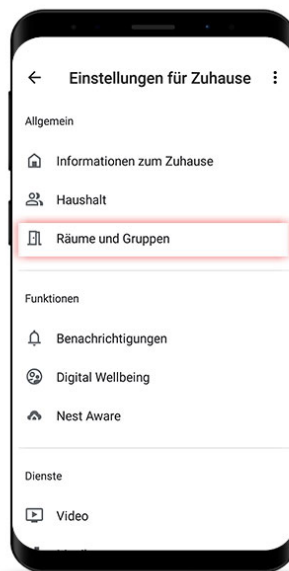 Einstellungen für Zuhause
Allgemein
Informationen zum Zuhause
Haushalt
Räume und Gruppen
Funktionen
Benachrichtigungen
Digital Wellbeing
Nest Aware
Dienste
Video